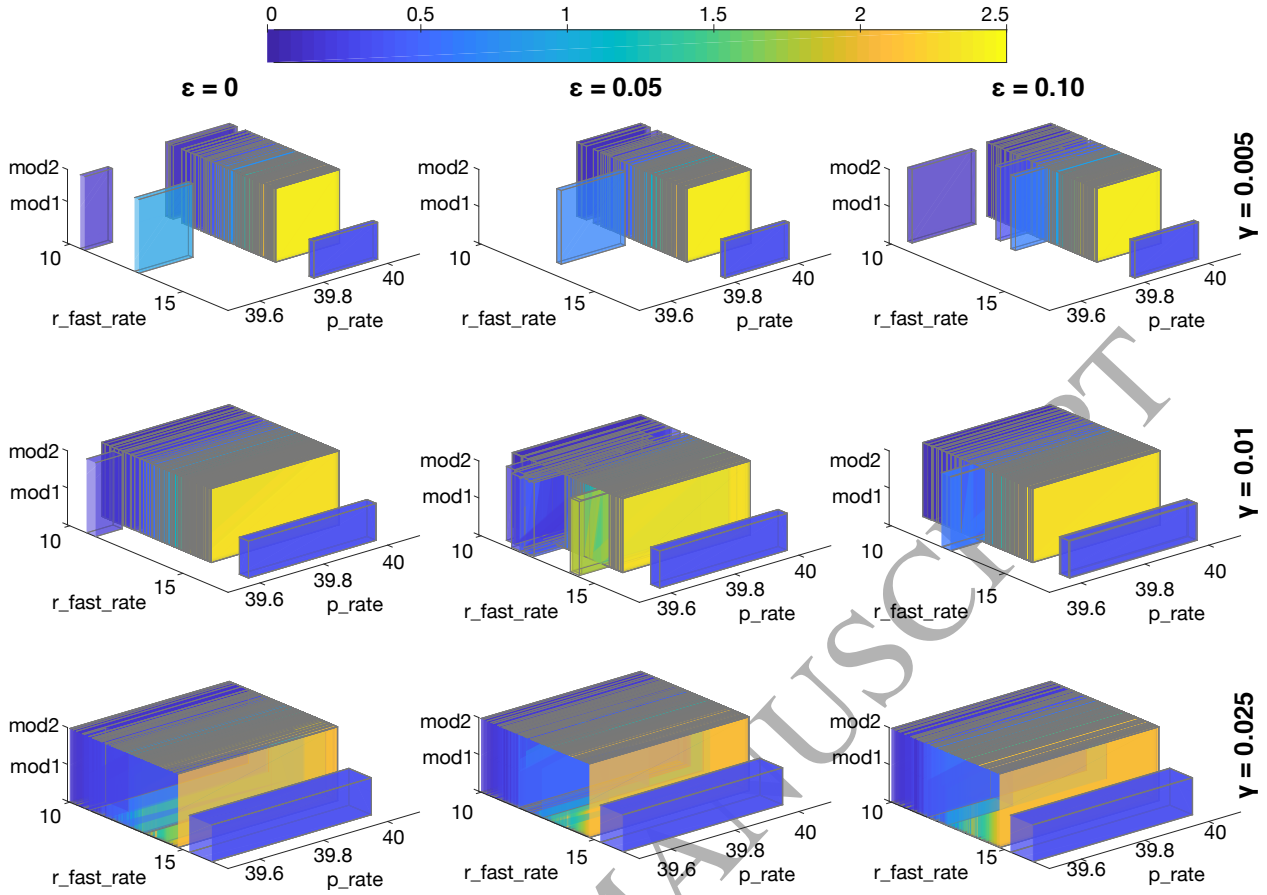 0 0.5 1 1.5 2 2.5
ε = 0 ε = 0.05 ε = 0.10
mod2 mod1 10 15 r_fast_rate 39.6 39.8 40 p_rate
mod2 mod1 10 15 r_fast_rate 39.6 39.8 40 p_rate
mod2 mod1 10 15 r_fast_rate 39.6 39.8 40 p_rate
γ = 0.005
mod2 mod1 10 15 r_fast_rate 39.6 39.8 40 p_rate
mod2 mod1 10 15 r_fast_rate 39.6 39.8 40 p_rate
mod2 mod1 10 15 r_fast_rate 39.6 39.8 40 p_rate
γ = 0.01
mod2 mod1 10 15 r_fast_rate 39.6 39.8 40 p_rate
mod2 mod1 10 15 r_fast_rate 39.6 39.8 40 p_rate
mod2 mod1 10 15 r_fast_rate 39.6 39.8 40 p_rate
γ = 0.025
MANUSCRIPT